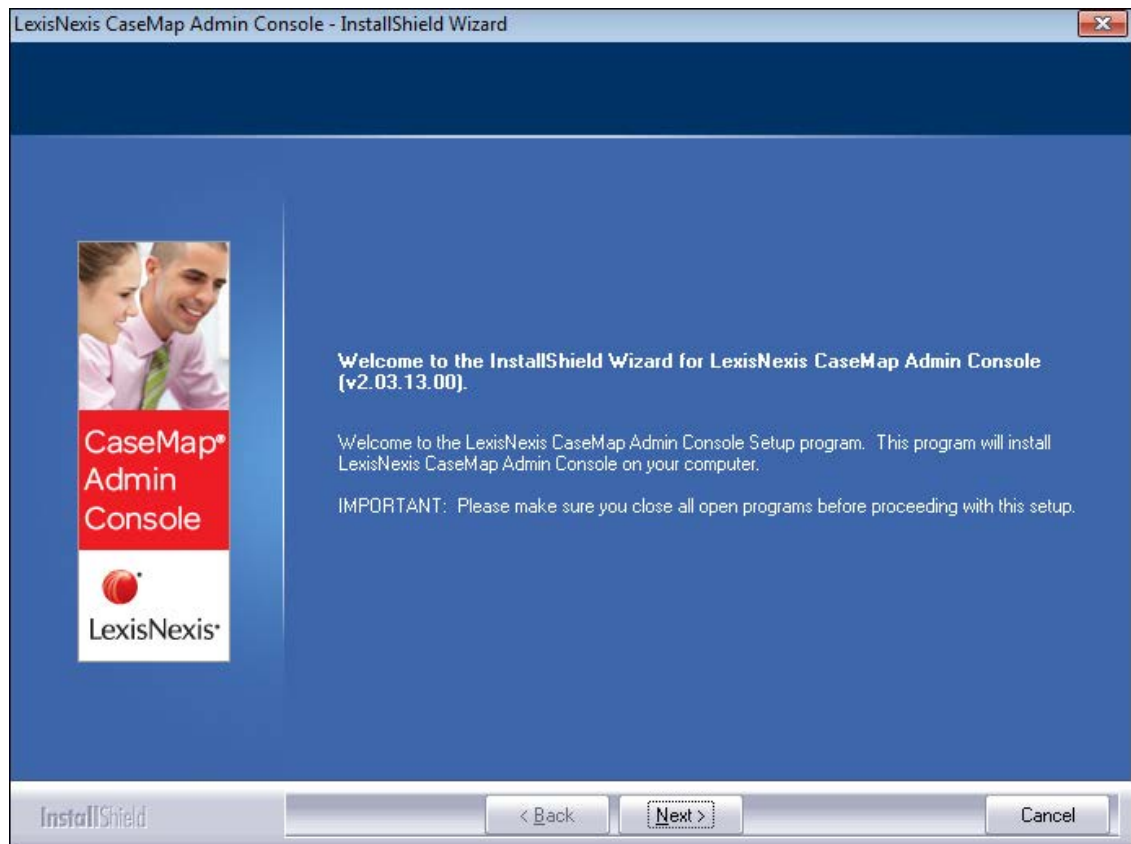 LexisNexis CaseMap Admin Console - InstallShield Wizard
CaseMap®
Admin
Console
LexisNexis®
Welcome to the InstallShield Wizard for LexisNexis CaseMap Admin Console
(v2.03.13.00).
Welcome to the LexisNexis CaseMap Admin Console Setup program. This program will install
LexisNexis CaseMap Admin Console on your computer.
IMPORTANT: Please make sure you close all open programs before proceeding with this setup.
InstallShield
< Back
Next >
Cancel